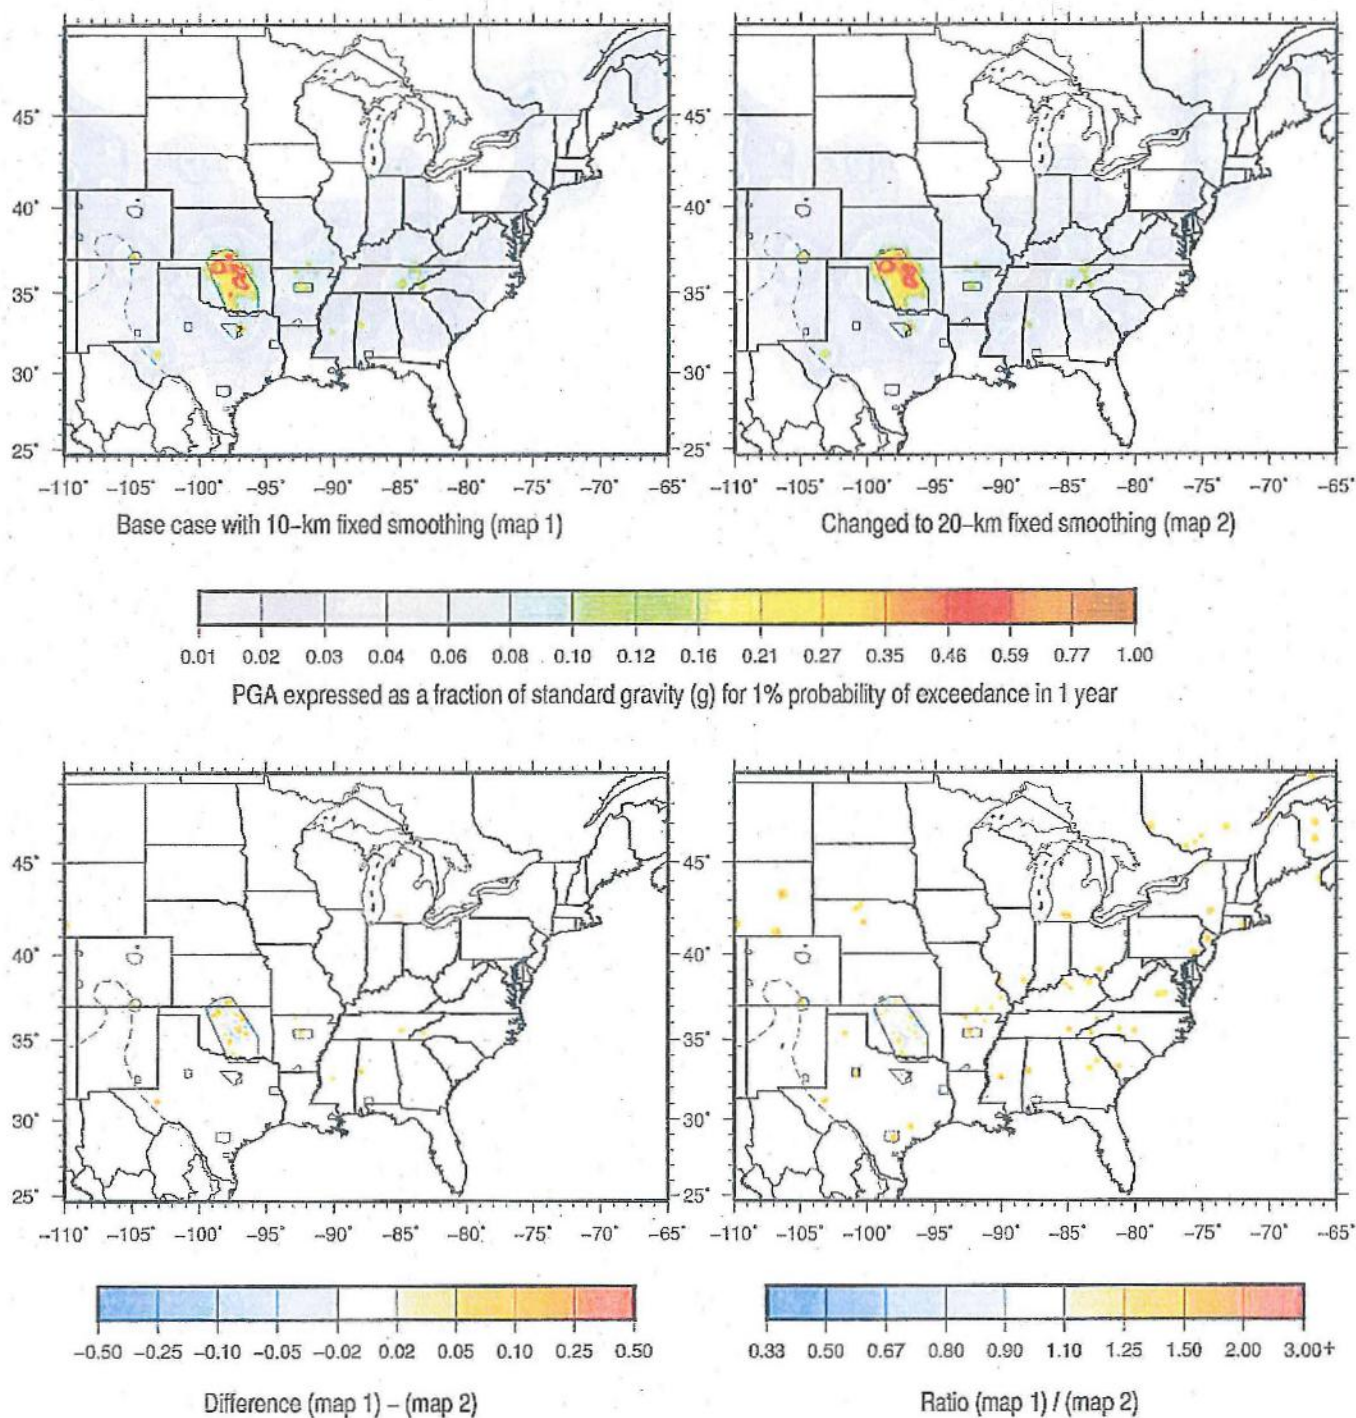 45°
40°
35°
30°
25°
45°
40°
35°
30°
25°
−110° −105° −100° −95° −90° −85° −80° −75° −70°
−110° −105° −100° −95° −90° −85° −80° −75° −70° −65°
Base case with 10–km fixed smoothing (map 1)
Changed to 20–km fixed smoothing (map 2)
0.01 0.02 0.03 0.04 0.06 0.08 0.10 0.12 0.16 0.21 0.27 0.35 0.46 0.59 0.77 1.00
PGA expressed as a fraction of standard gravity (g) for 1% probability of exceedance in 1 year
45°
40°
35°
30°
25°
45°
40°
35°
30°
25°
−110° −105° −100° −95° −90° −85° −80° −75° −70°
−110° −105° −100° −95° −90° −85° −80° −75° −70° −65°
−0.50 −0.25 −0.10 −0.05 −0.02 0.02 0.05 0.10 0.25 0.50
0.33 0.50 0.67 0.80 0.90 1.10 1.25 1.50 2.00 3.00+
Difference (map 1) – (map 2)
Ratio (map 1) / (map 2)